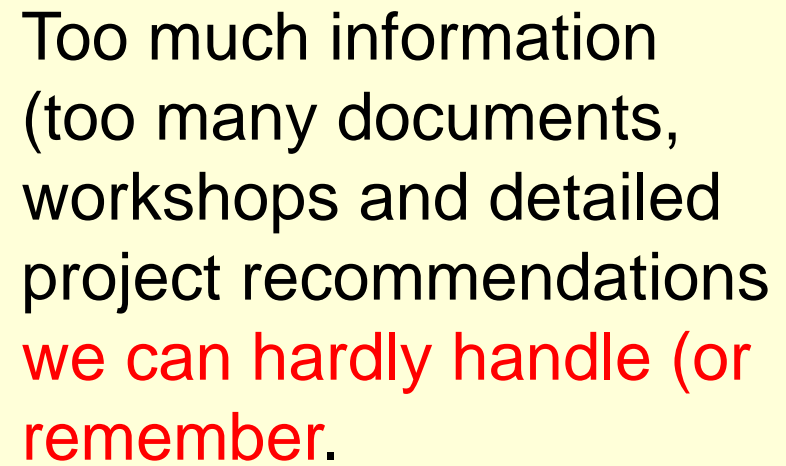 Too much information
(too many documents,
workshops and detailed
project recommendations
we can hardly handle (or
remember.